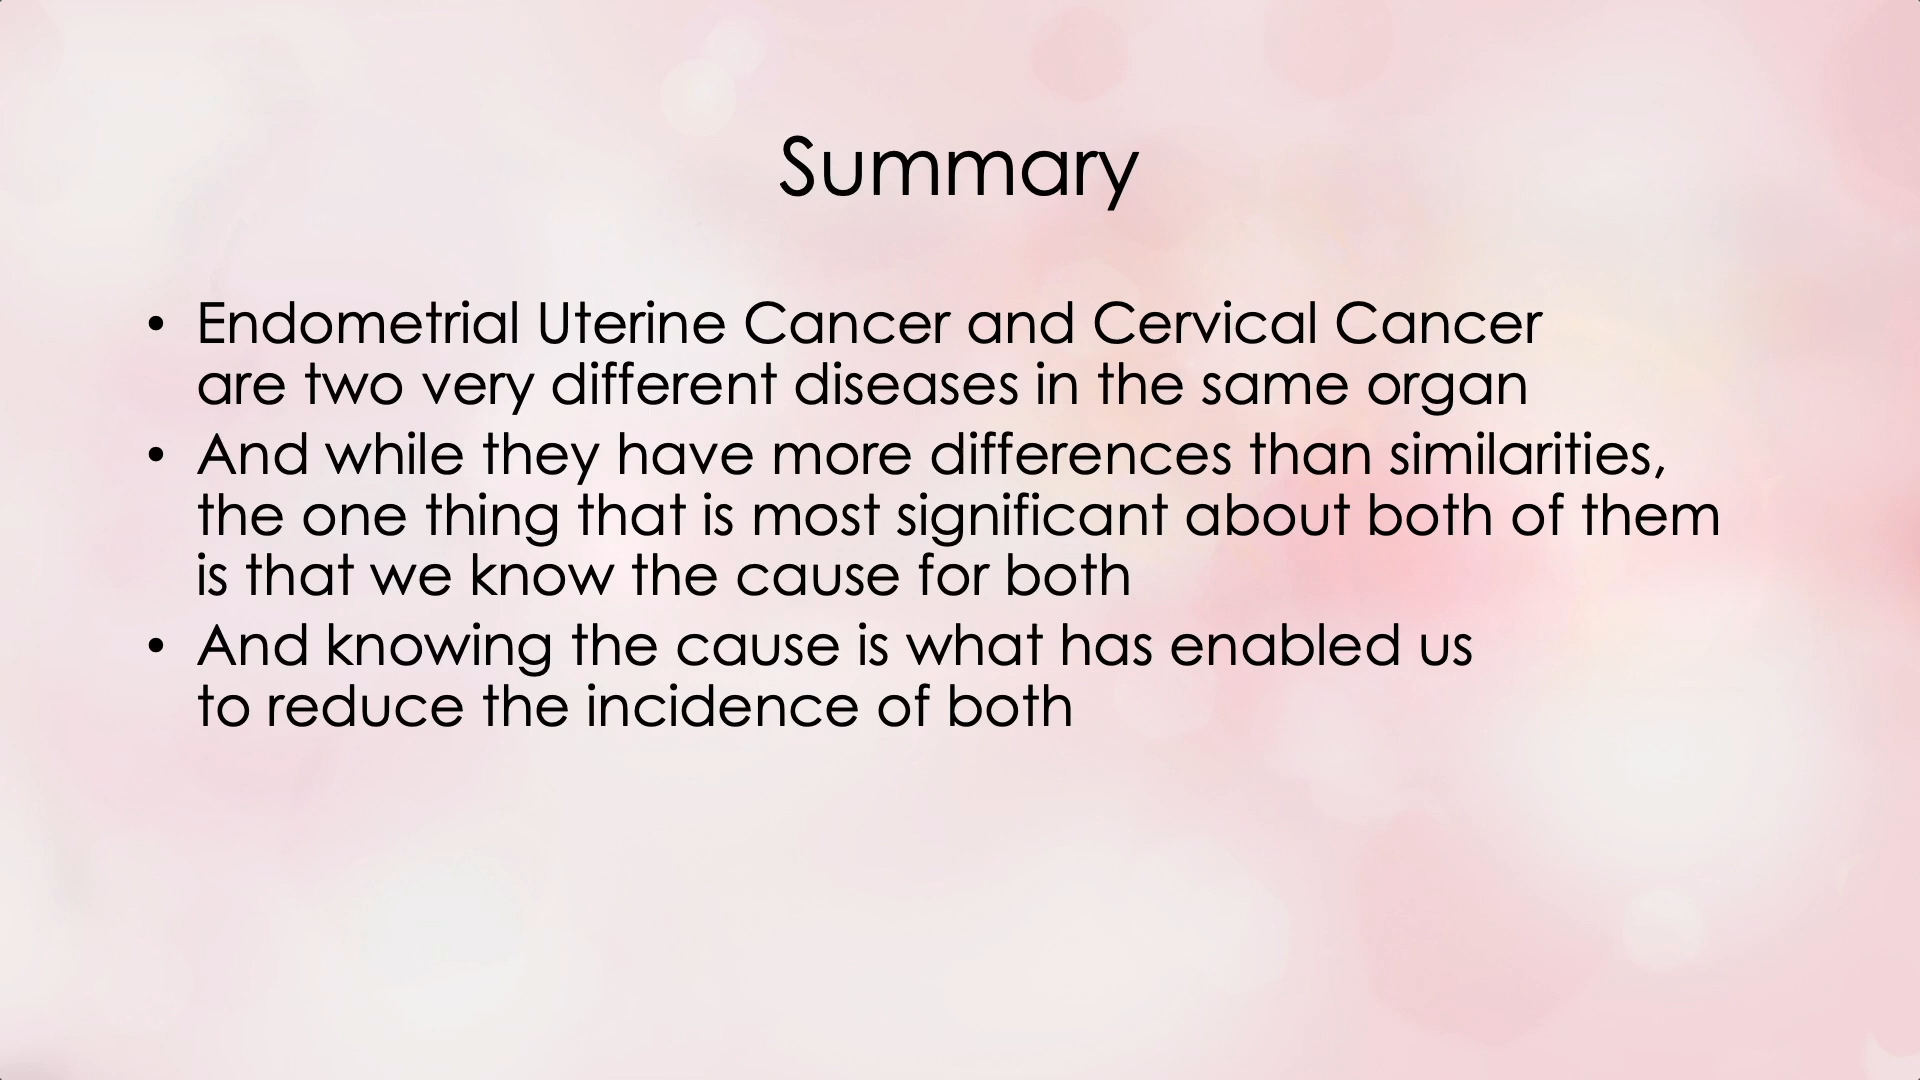 Summary
• Endometrial Uterine Cancer and Cervical Cancer
are two very different diseases in the same organ
• And while they have more differences than similarities,
the one thing that is most significant about both of them
is that we know the cause for both
• And knowing the cause is what has enabled us
to reduce the incidence of both